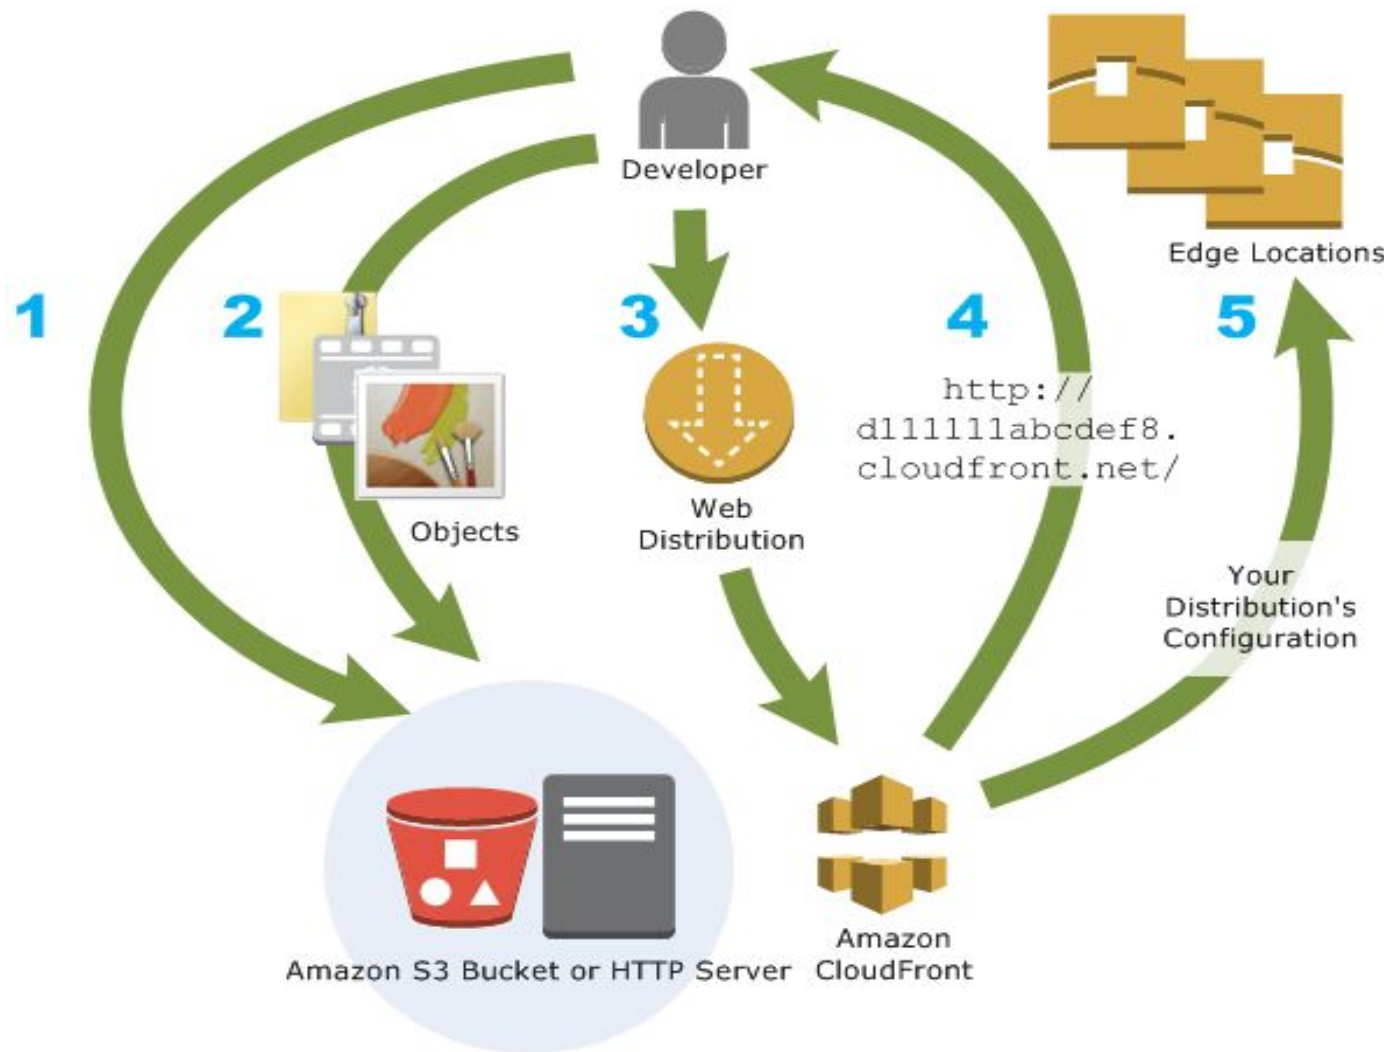 Developer
Edge Locations
1
2
3
4
5
http://
d111111abcdef8.
cloudfront.net/
Objects
Web
Distribution
Your
Distribution's
Configuration
Amazon S3 Bucket or HTTP Server
Amazon
CloudFront